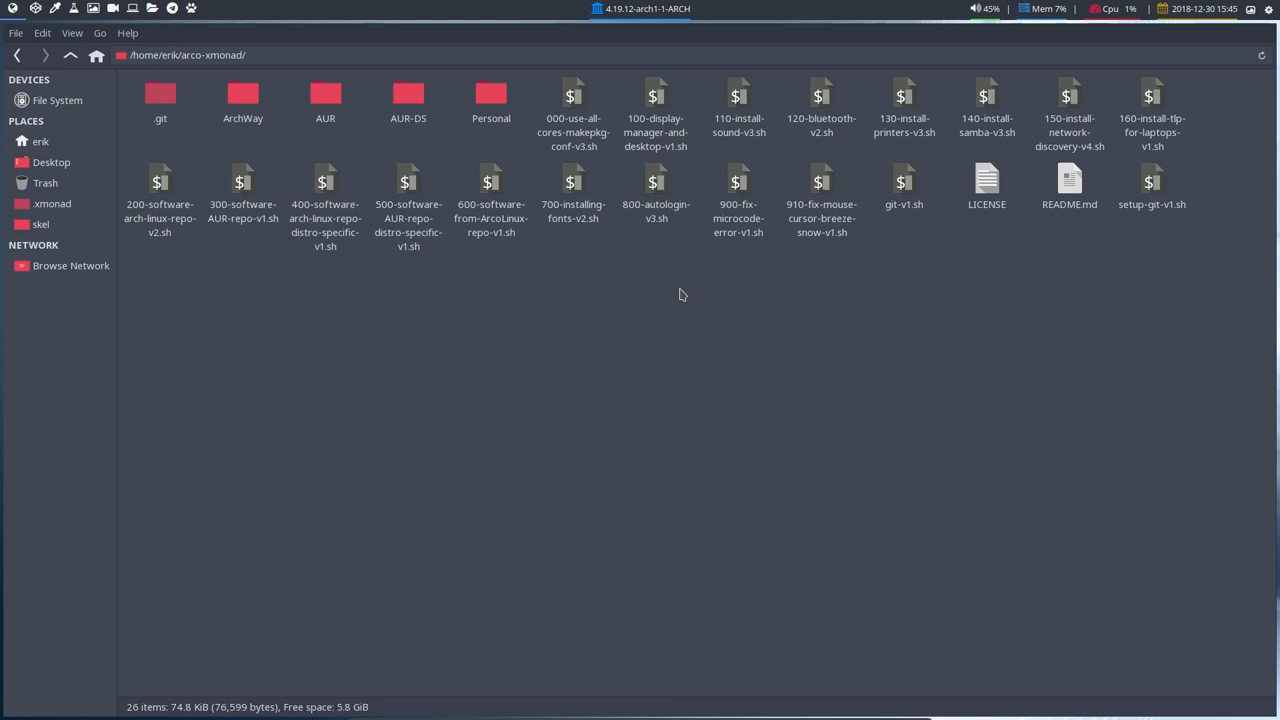 4.19.12-arch1-1-ARCH
45%
Mem 7%
Cpu 1%
2018-12-30 15:45
File Edit View Go Help
/home/erik/arco-xmonad/
DEVICES
File System
PLACES
erik
Desktop
Trash
.xmonad
skel
NETWORK
Browse Network
.git
ArchWay
AUR
AUR-DS
Personal
000-use-all-
cores-makepkg-
conf-v3.sh
100-display-
manager-and-
desktop-v1.sh
110-install-
sound-v3.sh
120-bluetooth-
v2.sh
130-install-
printers-v3.sh
140-install-
samba-v3.sh
150-install-
network-
discovery-v4.sh
160-install-tlp-
for-laptops-
v1.sh
200-software-
arch-linux-repo-
v2.sh
300-software-
AUR-repo-v1.sh
400-software-
arch-linux-repo-
distro-specific-
v1.sh
500-software-
AUR-repo-
distro-specific-
v1.sh
600-software-
from-ArcoLinux-
repo-v1.sh
700-installing-
fonts-v2.sh
800-autologin-
v3.sh
900-fix-
microcode-
error-v1.sh
910-fix-mouse-
cursor-breeze-
snow-v1.sh
git-v1.sh
LICENSE
README.md
setup-git-v1.sh
26 items: 74.8 KiB (76,599 bytes), Free space: 5.8 GiB